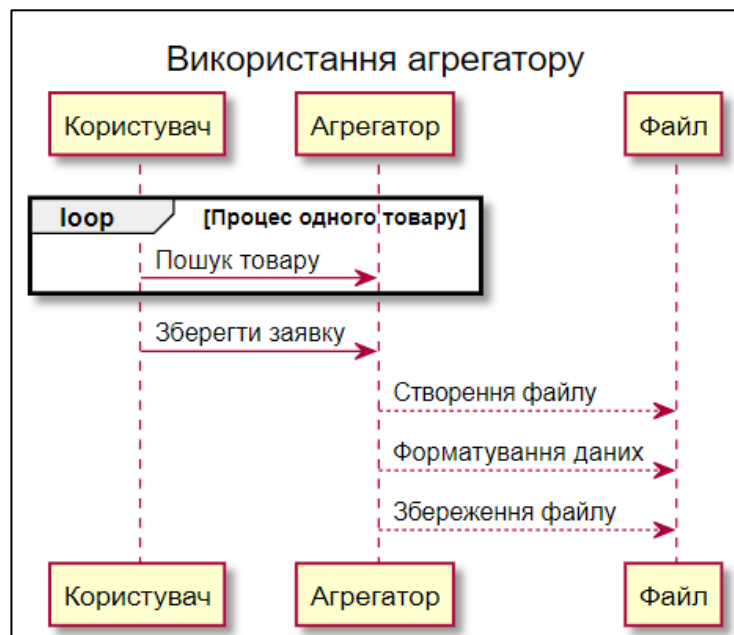 Використання агрегатору
Користувач Агрегатор Файл
loop [Процес одного товару]
Пошук товару
Зберегти заявку
Створення файлу
Форматування даних
Збереження файлу
Користувач Агрегатор Файл